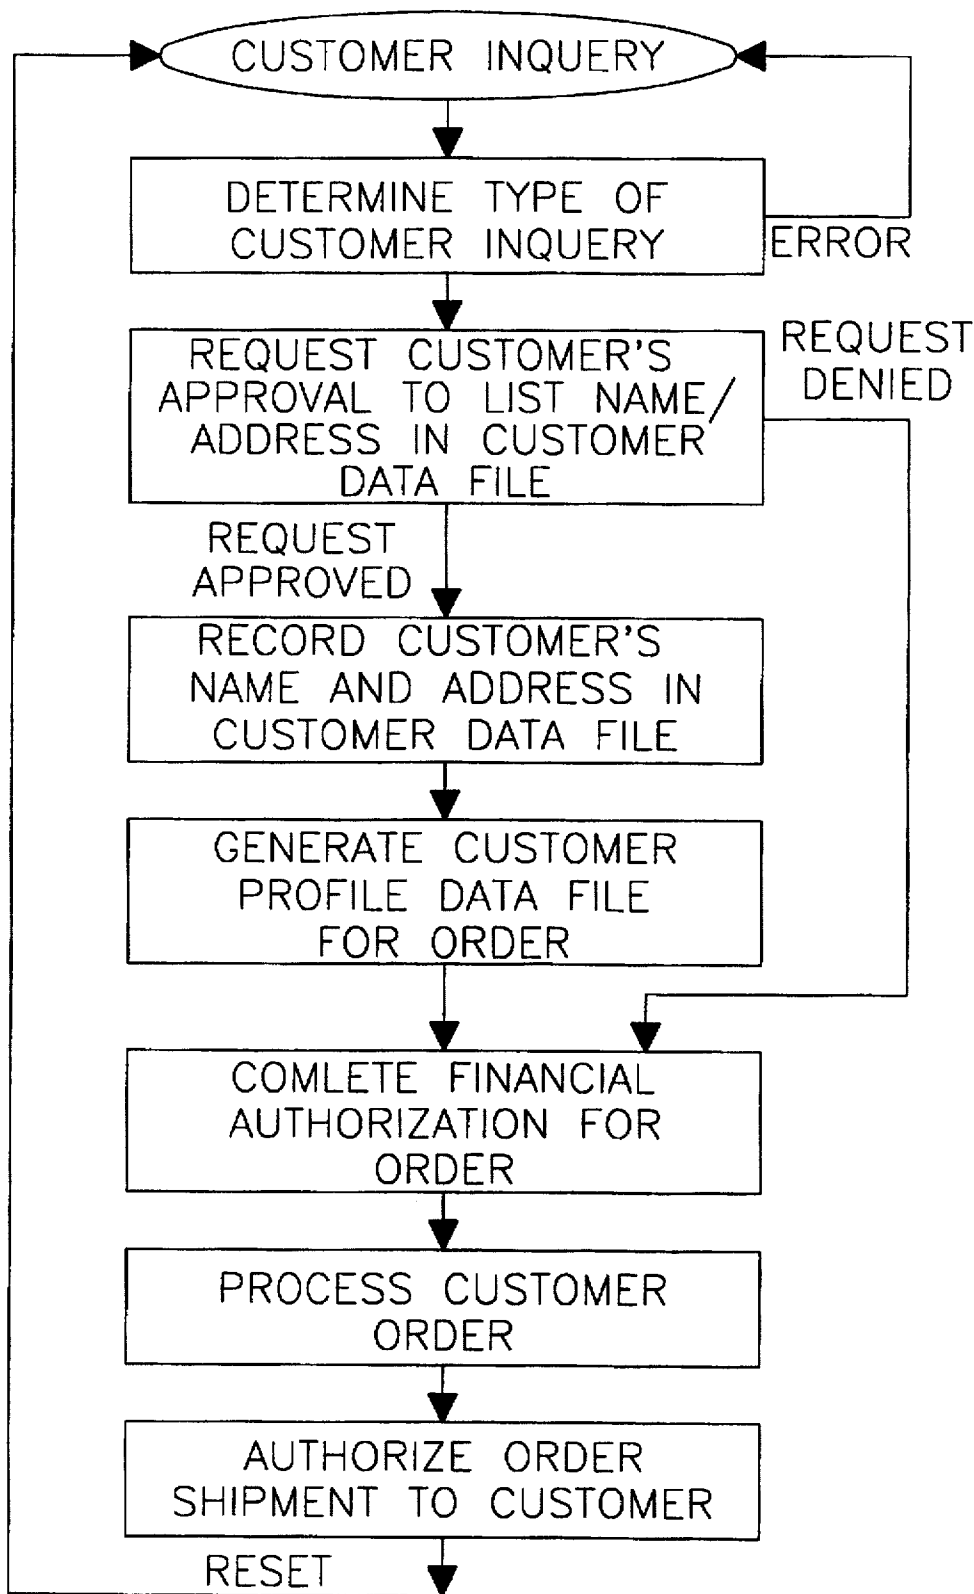 CUSTOMER INQUERY
DETERMINE TYPE OF
CUSTOMER INQUERY
ERROR
REQUEST CUSTOMER'S
APPROVAL TO LIST NAME/
ADDRESS IN CUSTOMER
DATA FILE
REQUEST
DENIED
REQUEST
APPROVED
RECORD CUSTOMER'S
NAME AND ADDRESS IN
CUSTOMER DATA FILE
GENERATE CUSTOMER
PROFILE DATA FILE
FOR ORDER
COMLETE FINANCIAL
AUTHORIZATION FOR
ORDER
PROCESS CUSTOMER
ORDER
AUTHORIZE ORDER
SHIPMENT TO CUSTOMER
RESET